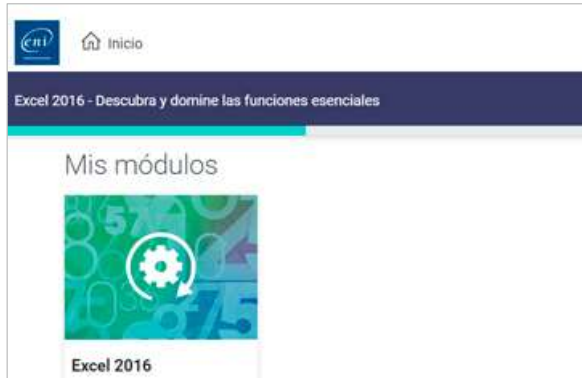 eni
Inicio
Excel 2016 - Descubra y domine las funciones esenciales
Mis módulos
Excel 2016